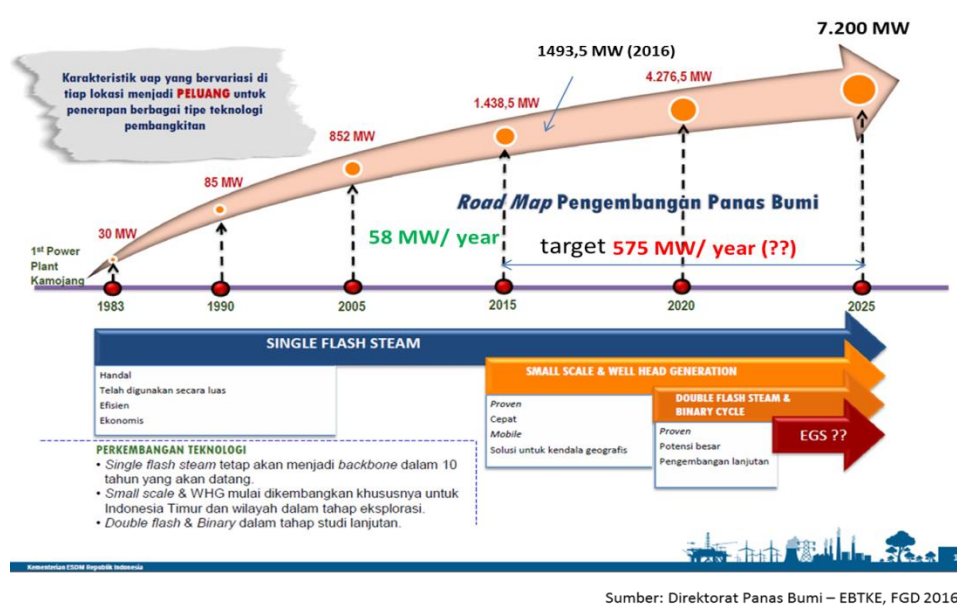 7.200 MW
1493,5 MW (2016)
4.276,5 MW
1.438,5 MW
852 MW
85 MW
30 MW
Karakteristik uap yang bervariasi di
tiap lokasi menjadi PELUANG untuk
penerapan berbagai tipe teknologi
pembangkitan
Road Map Pengembangan Panas Bumi
58 MW/ year
target 575 MW/ year (??)
1st Power
Plant
Kamojang
1983
1990
2005
2015
2020
2025
SINGLE FLASH STEAM
Handal
Telah digunakan secara luas
Efisien
Ekonomis
SMALL SCALE & WELL HEAD GENERATION
Proven
Cepat
Mobile
Solusi untuk kendala geografis
DOUBLE FLASH STEAM &
BINARY CYCLE
Proven
Potensi besar
Pengembangan lanjutan
EGS ??
PERKEMBANGAN TEKNOLOGI
• Single flash steam tetap akan menjadi backbone dalam 10
tahun yang akan datang.
• Small scale & WHG mulai dikembangkan khususnya untuk
Indonesia Timur dan wilayah dalam tahap eksplorasi.
• Double flash & Binary dalam tahap studi lanjutan.
Kementerian ESDM Republik Indonesia
Sumber: Direktorat Panas Bumi – EBTKE, FGD 2016